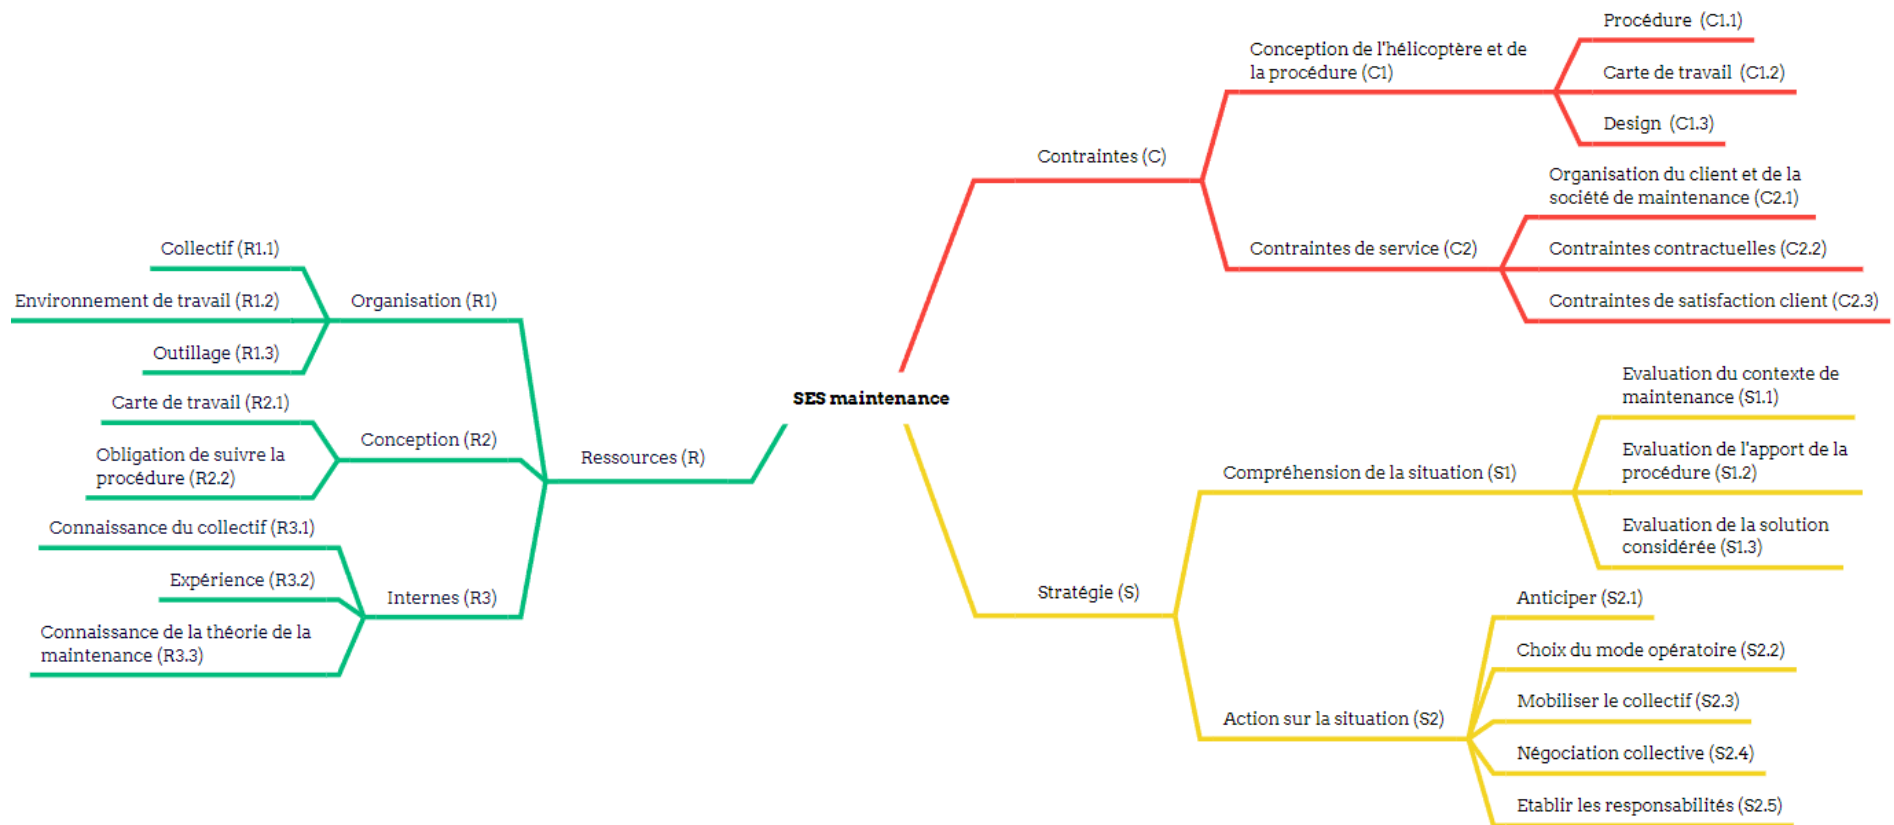 SES maintenance
Contraintes (C)
Conception de l'hélicoptère et de
la procédure (C1)
Procédure (C1.1)
Carte de travail (C1.2)
Design (C1.3)
Contraintes de service (C2)
Organisation du client et de la
société de maintenance (C2.1)
Contraintes contractuelles (C2.2)
Contraintes de satisfaction client (C2.3)
Stratégie (S)
Compréhension de la situation (S1)
Evaluation du contexte de
maintenance (S1.1)
Evaluation de l'apport de la
procédure (S1.2)
Evaluation de la solution
considérée (S1.3)
Action sur la situation (S2)
Anticiper (S2.1)
Choix du mode opératoire (S2.2)
Mobiliser le collectif (S2.3)
Négociation collective (S2.4)
Etablir les responsabilités (S2.5)
Ressources (R)
Organisation (R1)
Collectif (R1.1)
Environnement de travail (R1.2)
Outillage (R1.3)
Conception (R2)
Carte de travail (R2.1)
Obligation de suivre la
procédure (R2.2)
Internes (R3)
Connaissance du collectif (R3.1)
Expérience (R3.2)
Connaissance de la théorie de la
maintenance (R3.3)